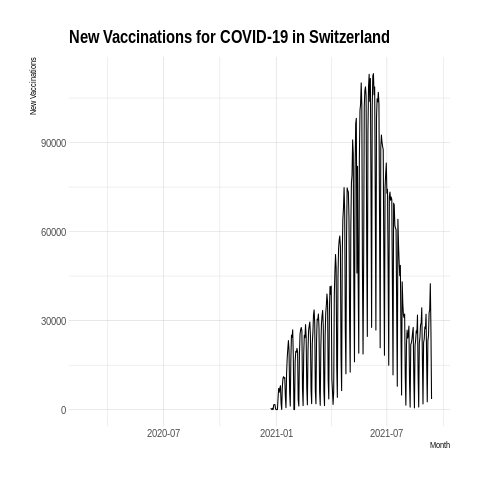 New Vaccinations for COVID-19 in Switzerland
New Vaccinations
90000
60000
30000
0
2020-07
2021-01
2021-07
Month